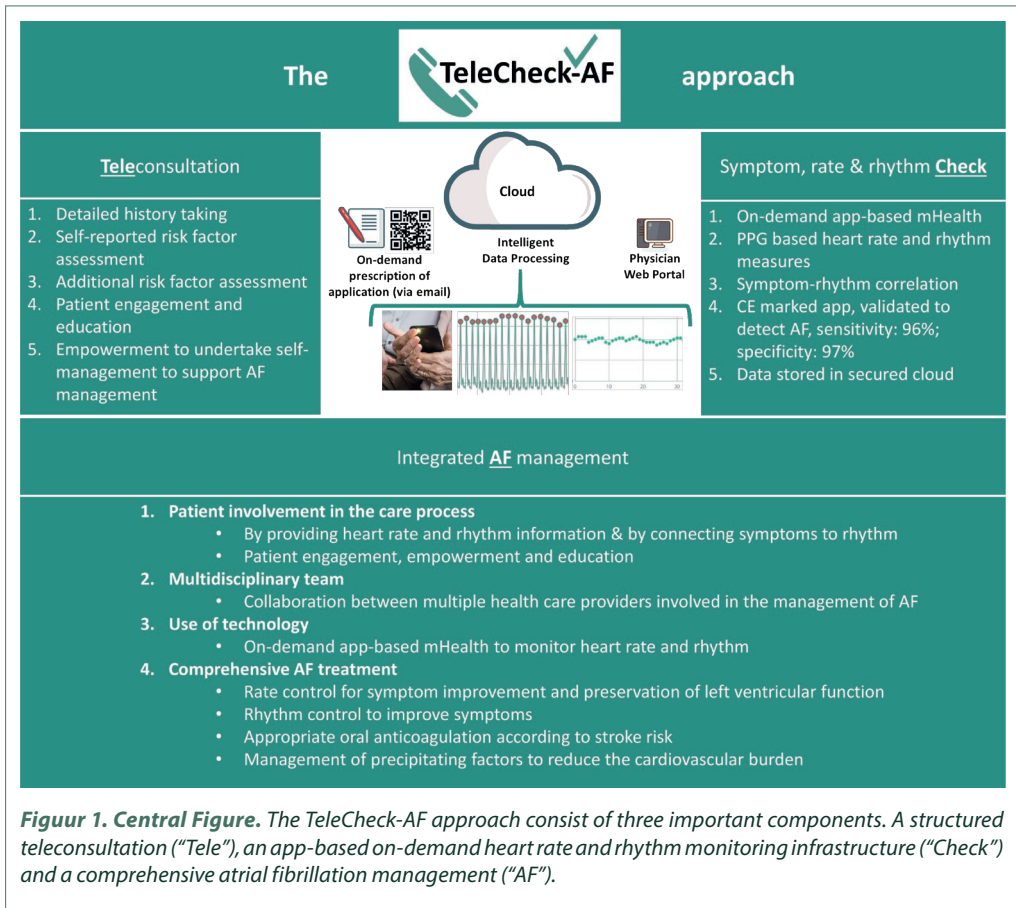 The TeleCheck-AF approach
Teleconsultation
1. Detailed history taking
2. Self-reported risk factor
assessment
3. Additional risk factor assessment
4. Patient engagement and
education
5. Empowerment to undertake self-
management to support AF
management
Cloud
On-demand
prescription of
application (via email)
Intelligent
Data Processing
Physician
Web Portal
0 10 20 30
Symptom, rate & rhythm Check
1. On-demand app-based mHealth
2. PPG based heart rate and rhythm
measures
3. Symptom-rhythm correlation
4. CE marked app, validated to
detect AF, sensitivity: 96%;
specificity: 97%
5. Data stored in secured cloud
Integrated AF management
1. Patient involvement in the care process
• By providing heart rate and rhythm information & by connecting symptoms to rhythm
• Patient engagement, empowerment and education
2. Multidisciplinary team
• Collaboration between multiple health care providers involved in the management of AF
3. Use of technology
• On-demand app-based mHealth to monitor heart rate and rhythm
4. Comprehensive AF treatment
• Rate control for symptom improvement and preservation of left ventricular function
• Rhythm control to improve symptoms
• Appropriate oral anticoagulation according to stroke risk
• Management of precipitating factors to reduce the cardiovascular burden
Figuur 1. Central Figure. The TeleCheck-AF approach consist of three important components. A structured
teleconsultation (“Tele”), an app-based on-demand heart rate and rhythm monitoring infrastructure (“Check”)
and a comprehensive atrial fibrillation management (“AF”).